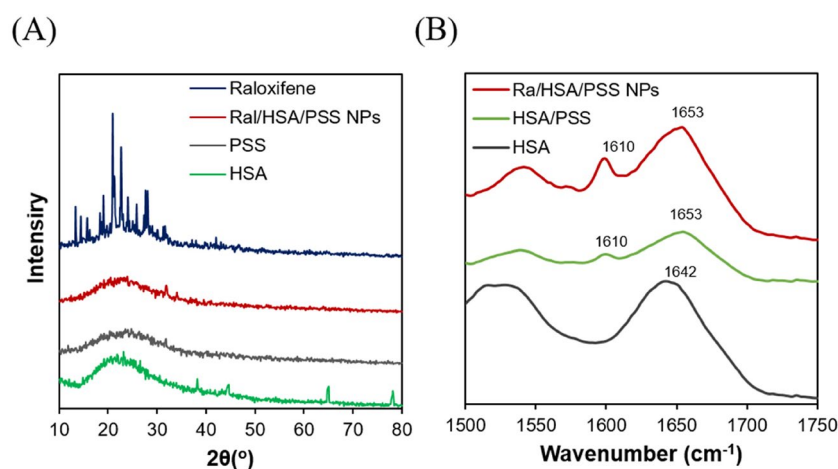 (A)
Raloxifene
Ral/HSA/PSS NPs
PSS
HSA
Intensiry
10 20 30 40 50 60 70 80
2θ(°)
(B)
Ra/HSA/PSS NPs
HSA/PSS
HSA
1653
1610
1653
1610
1642
1500 1550 1600 1650 1700 1750
Wavenumber (cm-1)